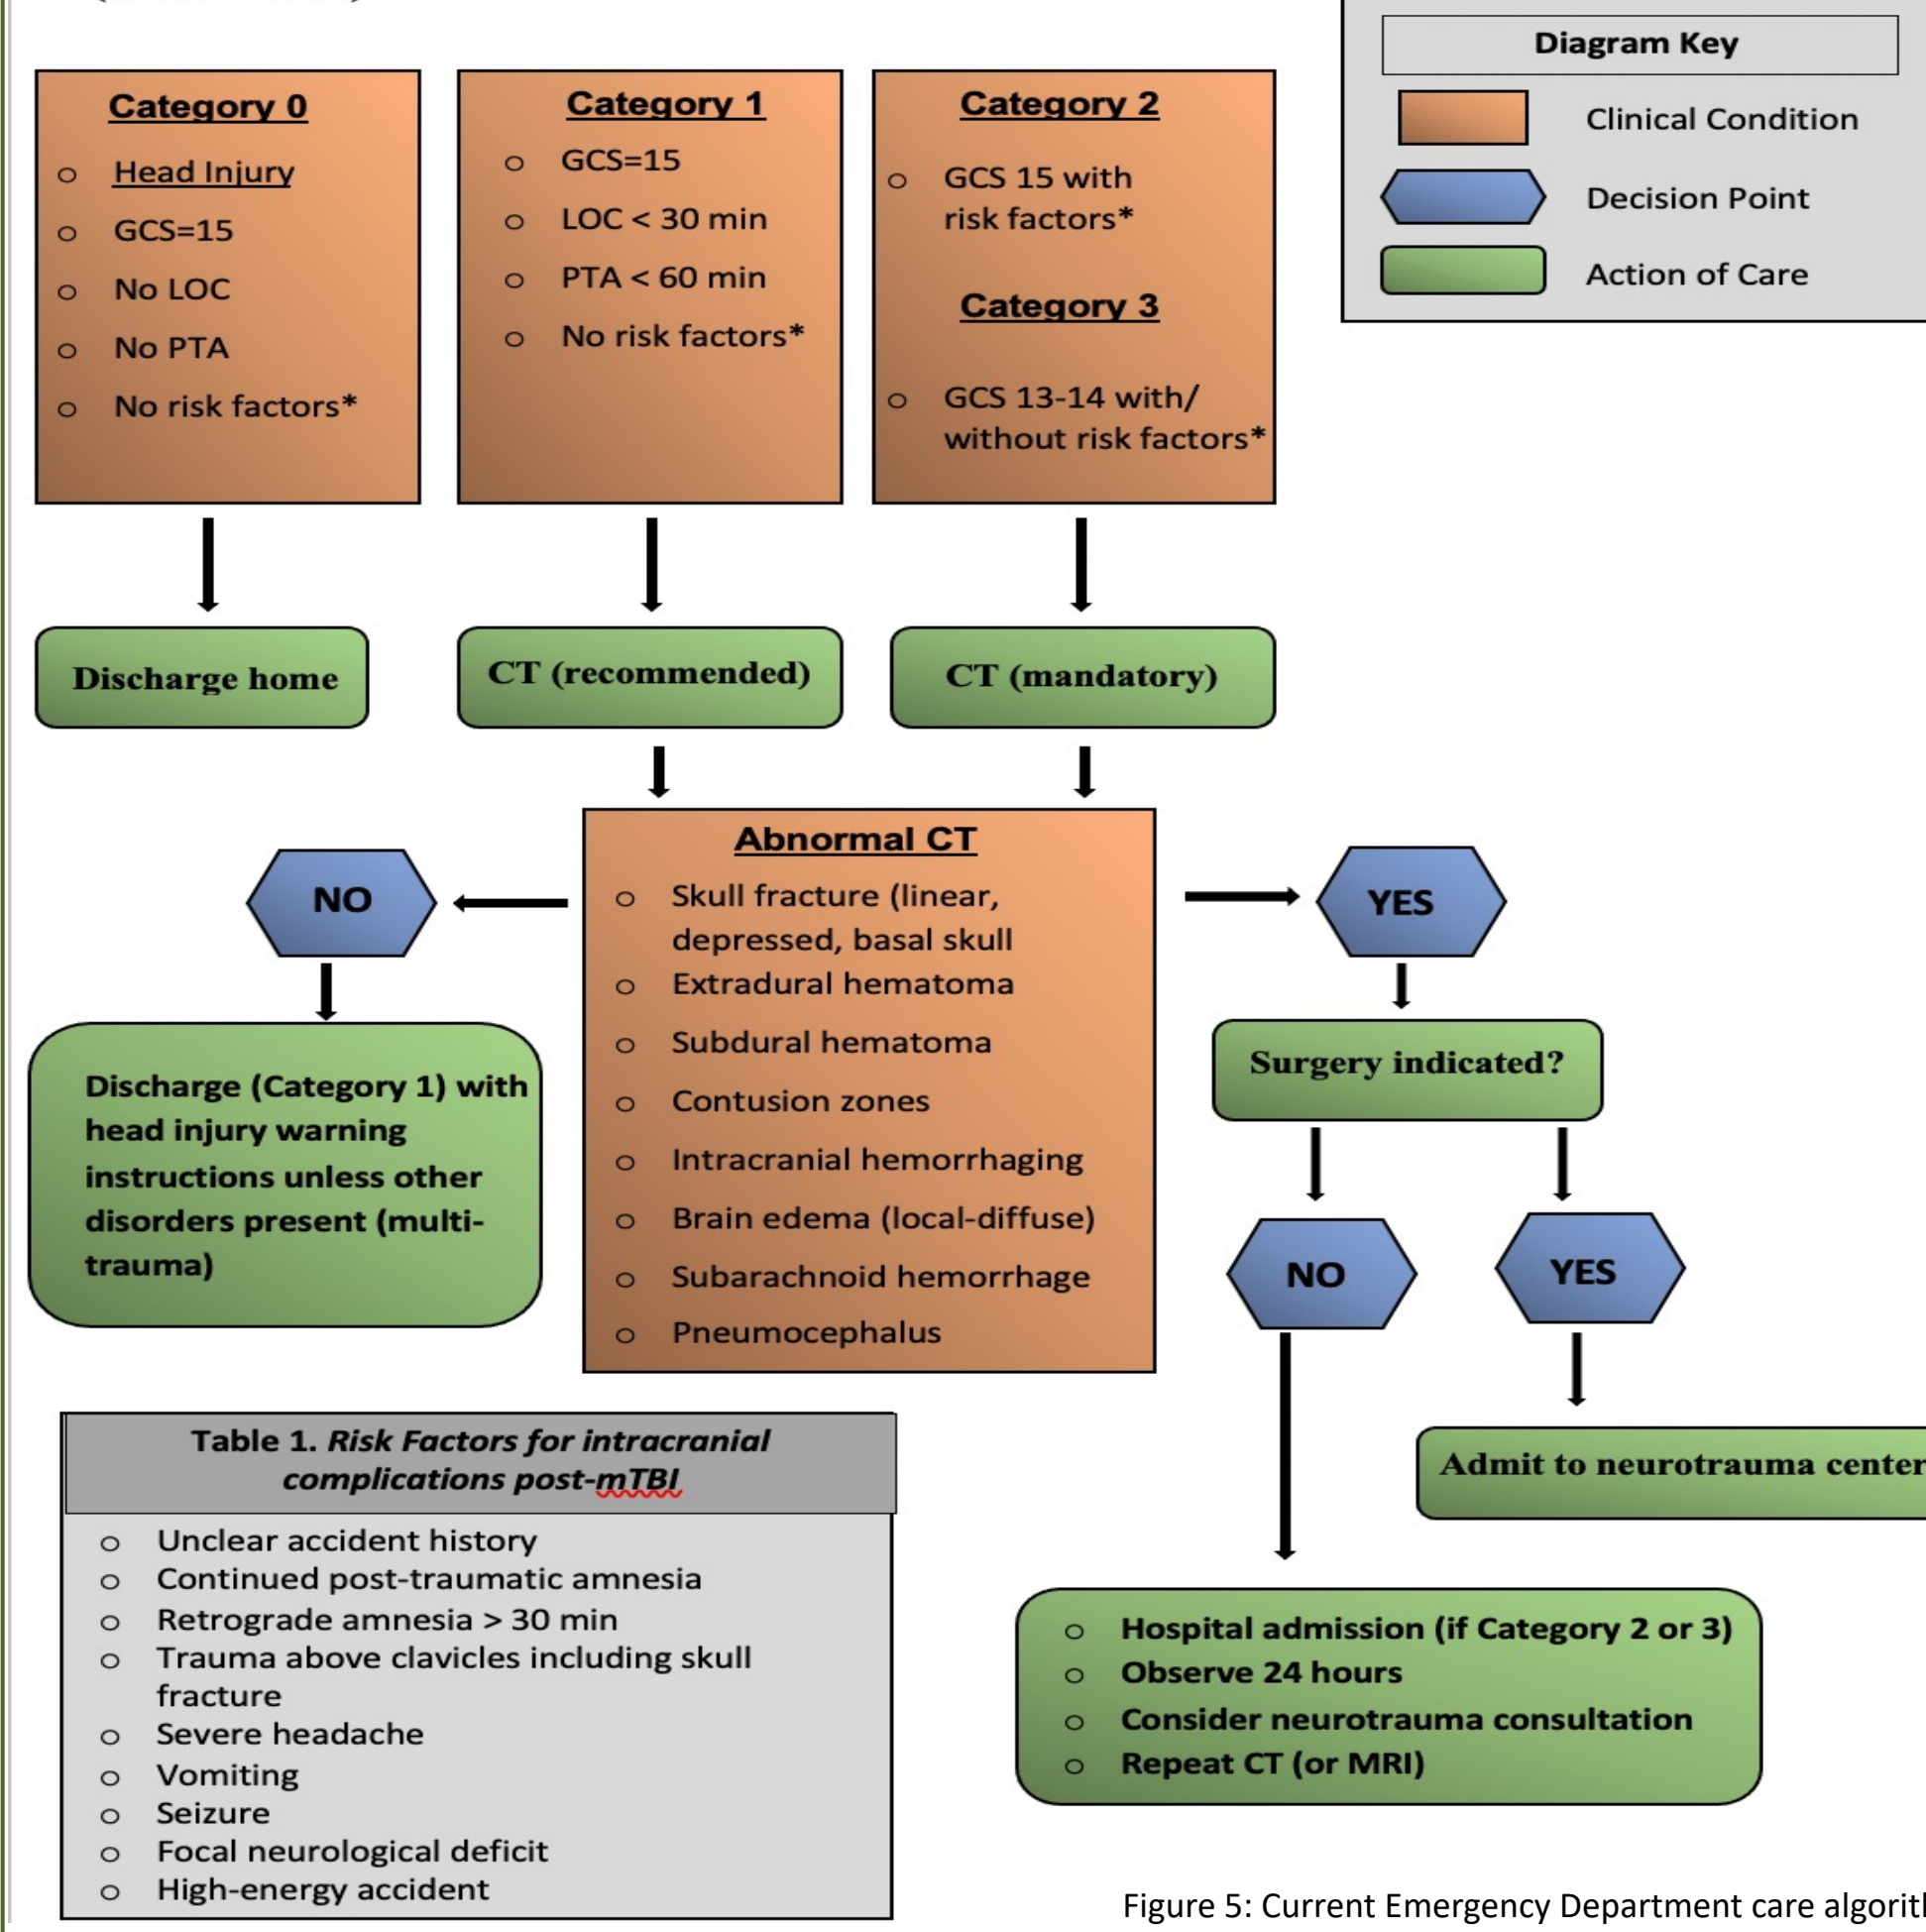 Diagram Key
Clinical Condition
Decision Point
Action of Care
Category 0
○ Head Injury
○ GCS=15
○ No LOC
○ No PTA
○ No risk factors*
Category 1
○ GCS=15
○ LOC < 30 min
○ PTA < 60 min
○ No risk factors*
Category 2
○ GCS 15 with
risk factors*
Category 3
○ GCS 13-14 with/
without risk factors*
Discharge home
CT (recommended)
CT (mandatory)
Abnormal CT
○ Skull fracture (linear,
depressed, basal skull
○ Extradural hematoma
○ Subdural hematoma
○ Contusion zones
○ Intracranial hemorrhaging
○ Brain edema (local-diffuse)
○ Subarachnoid hemorrhage
○ Pneumocephalus
NO
Discharge (Category 1) with
head injury warning
instructions unless other
disorders present (multi-
trauma)
YES
Surgery indicated?
NO
YES
Admit to neurotrauma center
○ Hospital admission (if Category 2 or 3)
○ Observe 24 hours
○ Consider neurotrauma consultation
○ Repeat CT (or MRI)
Table 1. Risk Factors for intracranial
complications post-mTBI
○ Unclear accident history
○ Continued post-traumatic amnesia
○ Retrograde amnesia > 30 min
○ Trauma above clavicles including skull
fracture
○ Severe headache
○ Vomiting
○ Seizure
○ Focal neurological deficit
○ High-energy accident
Figure 5: Current Emergency Department care